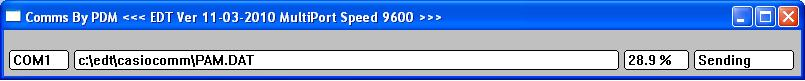 Comms By PDM <<< EDT Ver 11-03-2010 MultiPort Speed 9600 >>>
COM1 c:\edt\casiocomm\PAM.DAT 28.9 % Sending